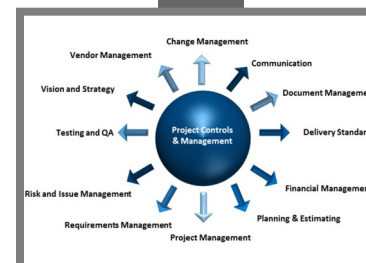 Change Management
Vendor Management
Communication
Vision and Strategy
Document Manageme
Testing and QA
Project Controls
& Management
Delivery Standar
Risk and Issue Management
Financial Managemen
Requirements Management
Planning & Estimating
Project Management